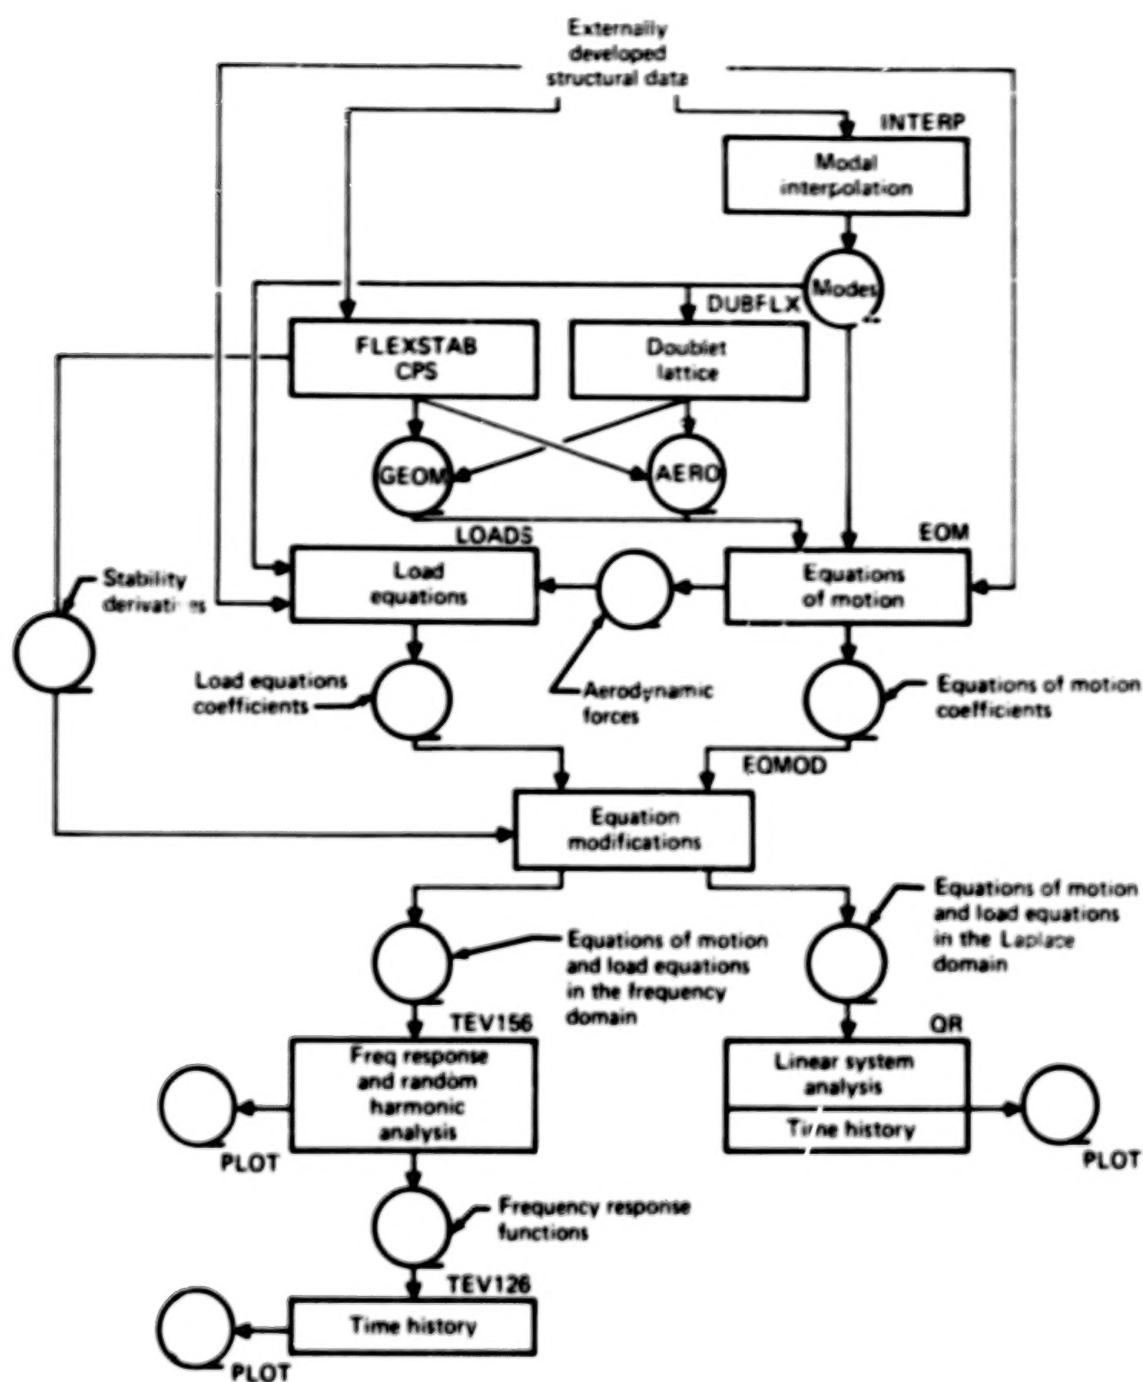 Externally
developed
structural data
INTERP
Modal
interpolation
Modes
DUBFLX
FLEXSTAB
CPS
Doublet
lattice
GEOM
AERO
LOADS
EOM
Load
equations
Equations
of motion
Stability
Load equations
coefficients
Aerodynamic
forces
Equations of motion
coefficients
EQMOD
Equation
modifications
Equations of motion
and load equations
in the frequency
domain
Equations of motion
and load equations
in the Laplace
domain
TEV156
QR
Freq response
and random
harmonic
analysis
Linear system
analysis
Time history
PLOT
PLOT
Frequency response
functions
TEV126
Time history
PLOT